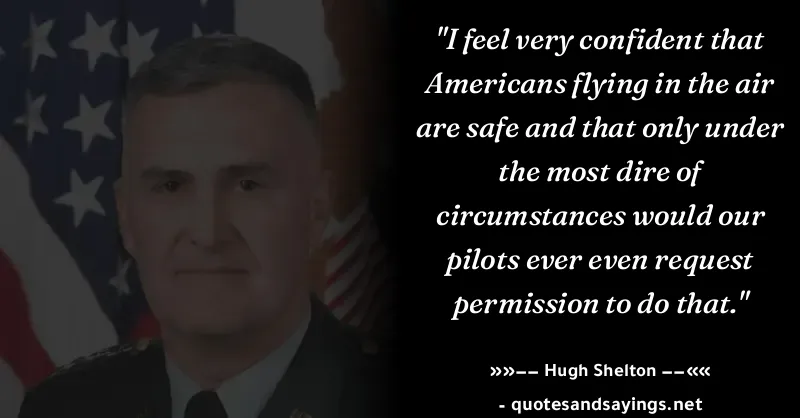 "I feel very confident that
Americans flying in the air
are safe and that only under
the most dire of
circumstances would our
pilots ever even request
permission to do that."
»»−− Hugh Shelton −−««
- quotesandsayings.net